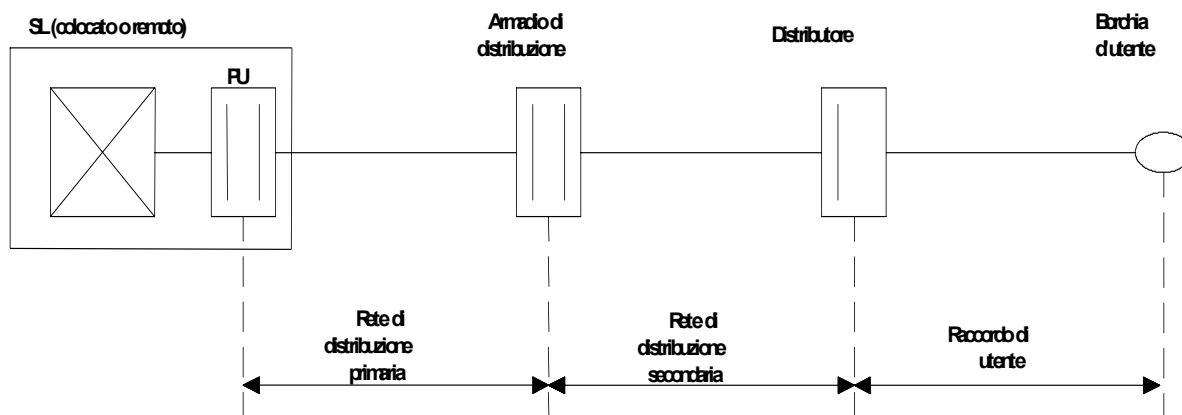 SL (colocato o remoto)
Armadio di
distribuzione
Distributore
Borchia
d'utente
PU
Rete di
distribuzione
primaria
Rete di
distribuzione
secondaria
Raccordo di
utente